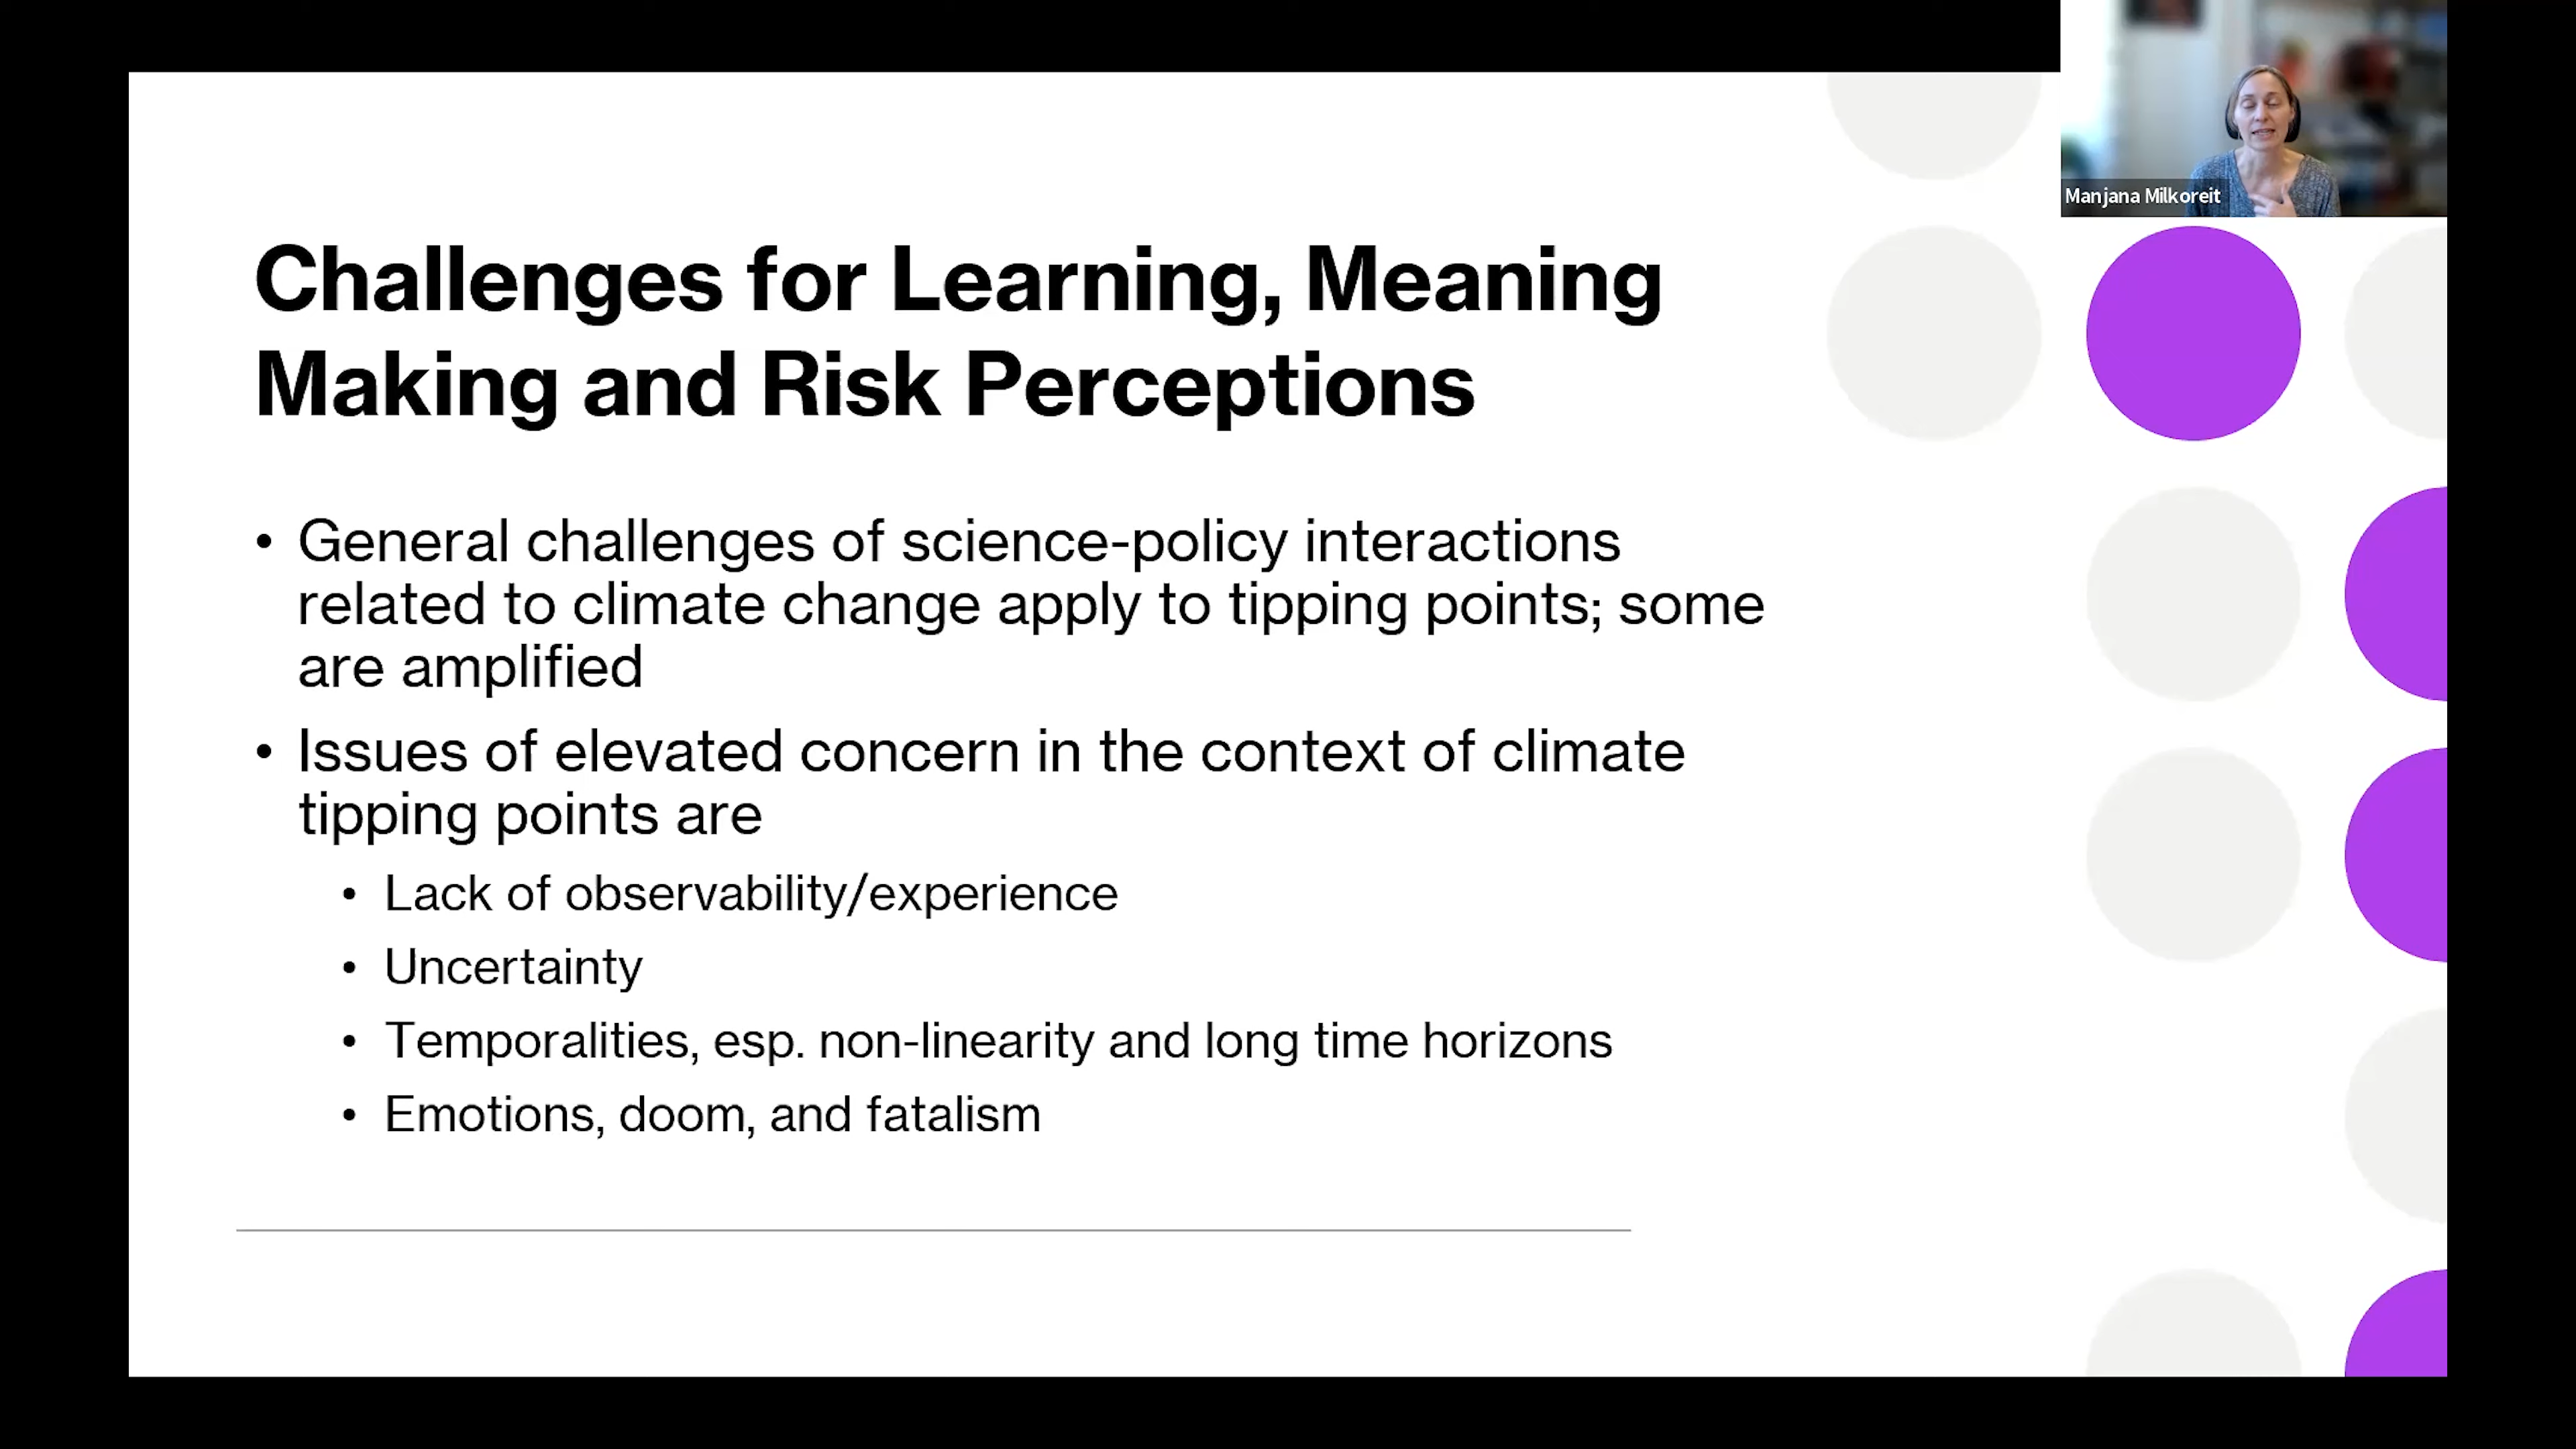 Manjana Milkoreit
Challenges for Learning, Meaning
Making and Risk Perceptions
• General challenges of science-policy interactions
related to climate change apply to tipping points; some
are amplified
• Issues of elevated concern in the context of climate
tipping points are
• Lack of observability/experience
• Uncertainty
• Temporalities, esp. non-linearity and long time horizons
• Emotions, doom, and fatalism